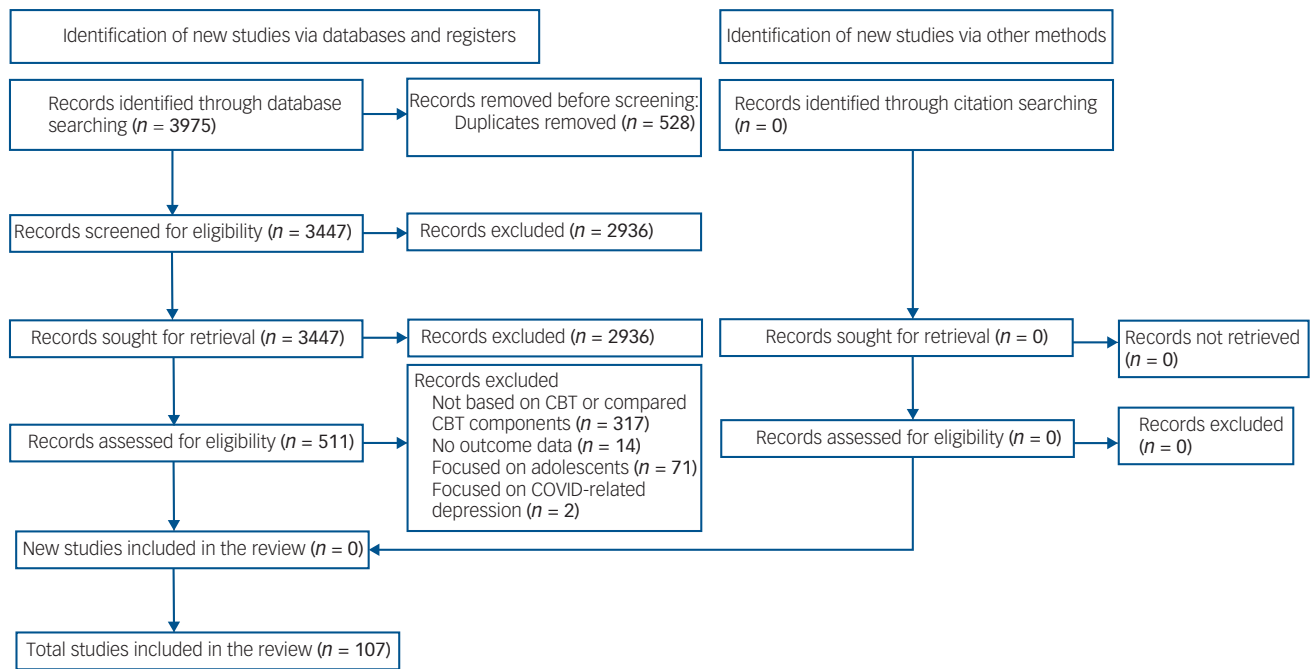 Identification of new studies via databases and registers
Identification of new studies via other methods
Records identified through database
searching (n = 3975)
Records removed before screening:
Duplicates removed (n = 528)
Records identified through citation searching
(n = 0)
Records screened for eligibility (n = 3447)
Records excluded (n = 2936)
Records sought for retrieval (n = 3447)
Records excluded (n = 2936)
Records sought for retrieval (n = 0)
Records not retrieved
(n = 0)
Records assessed for eligibility (n = 511)
Records excluded
Not based on CBT or compared
CBT components (n = 317)
No outcome data (n = 14)
Focused on adolescents (n = 71)
Focused on COVID-related
depression (n = 2)
Records assessed for eligibility (n = 0)
Records excluded
(n = 0)
New studies included in the review (n = 0)
Total studies included in the review (n = 107)